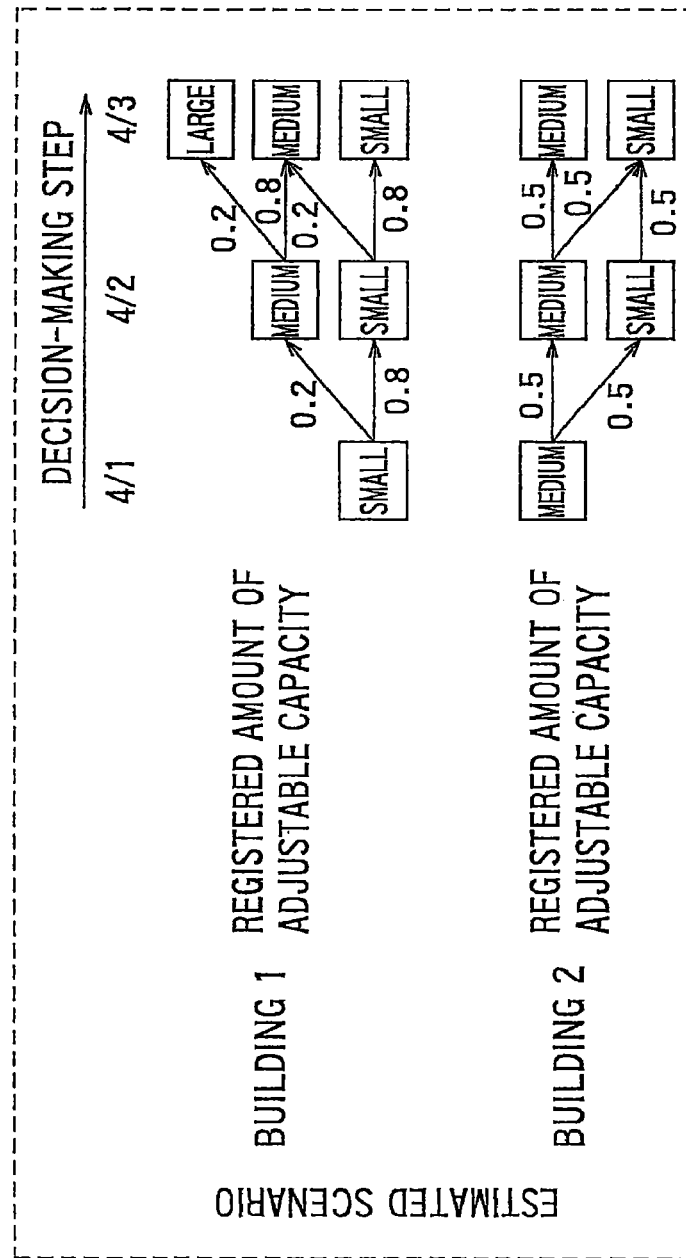 DECISION-MAKING STEP
4/1 4/2 4/3
ESTIMATED SCENARIO
BUILDING 1
REGISTERED AMOUNT OF
ADJUSTABLE CAPACITY
LARGE
0.2
MEDIUM
0.8
MEDIUM
0.2
0.2
SMALL
0.8
SMALL
0.8
SMALL
BUILDING 2
REGISTERED AMOUNT OF
ADJUSTABLE CAPACITY
MEDIUM
0.5
MEDIUM
0.5
MEDIUM
0.5
0.5
SMALL
0.5
SMALL